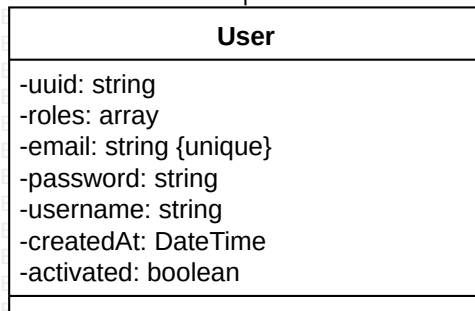 User
-uuid: string
-roles: array
-email: string {unique}
-password: string
-username: string
-createdAt: DateTime
-activated: boolean